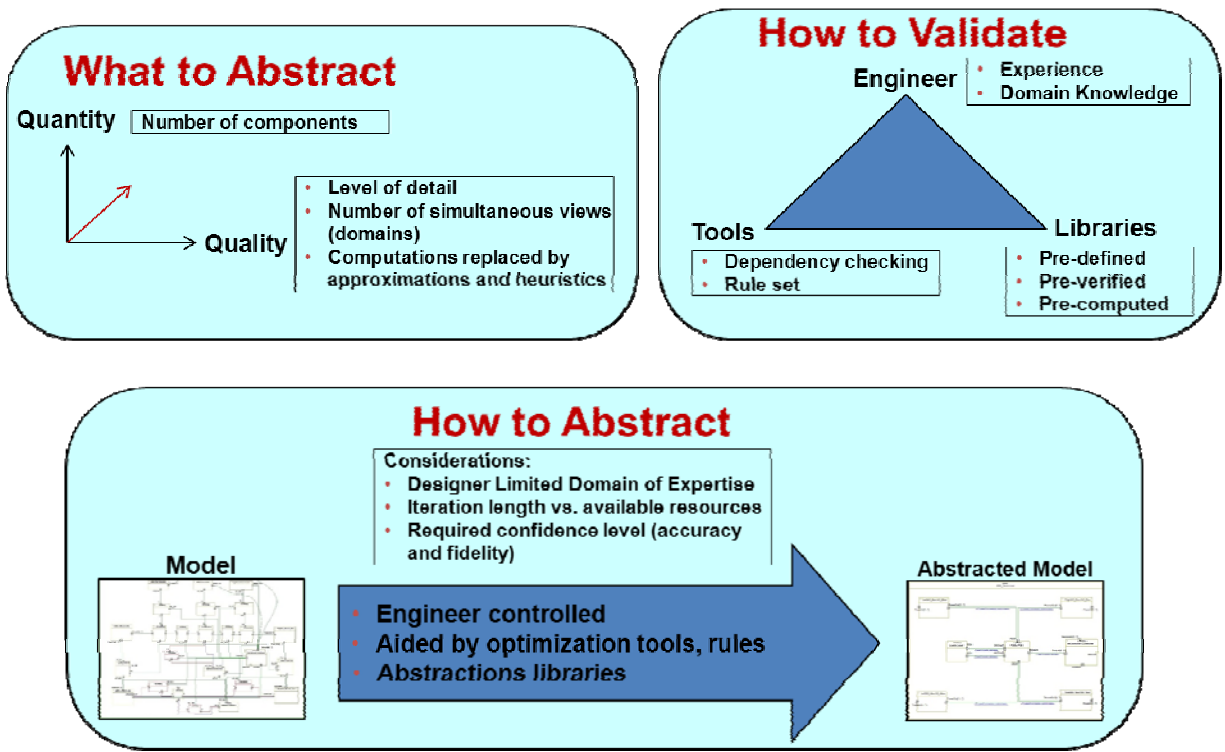 What to Abstract
Quantity
Number of components
Quality
• Level of detail
• Number of simultaneous views
(domains)
• Computations replaced by
approximations and heuristics
How to Validate
Engineer
• Experience
• Domain Knowledge
Tools
• Dependency checking
• Rule set
Libraries
• Pre-defined
• Pre-verified
• Pre-computed
How to Abstract
Considerations:
• Designer Limited Domain of Expertise
• Iteration length vs. available resources
• Required confidence level (accuracy
and fidelity)
Model
• Engineer controlled
• Aided by optimization tools, rules
• Abstractions libraries
Abstracted Model